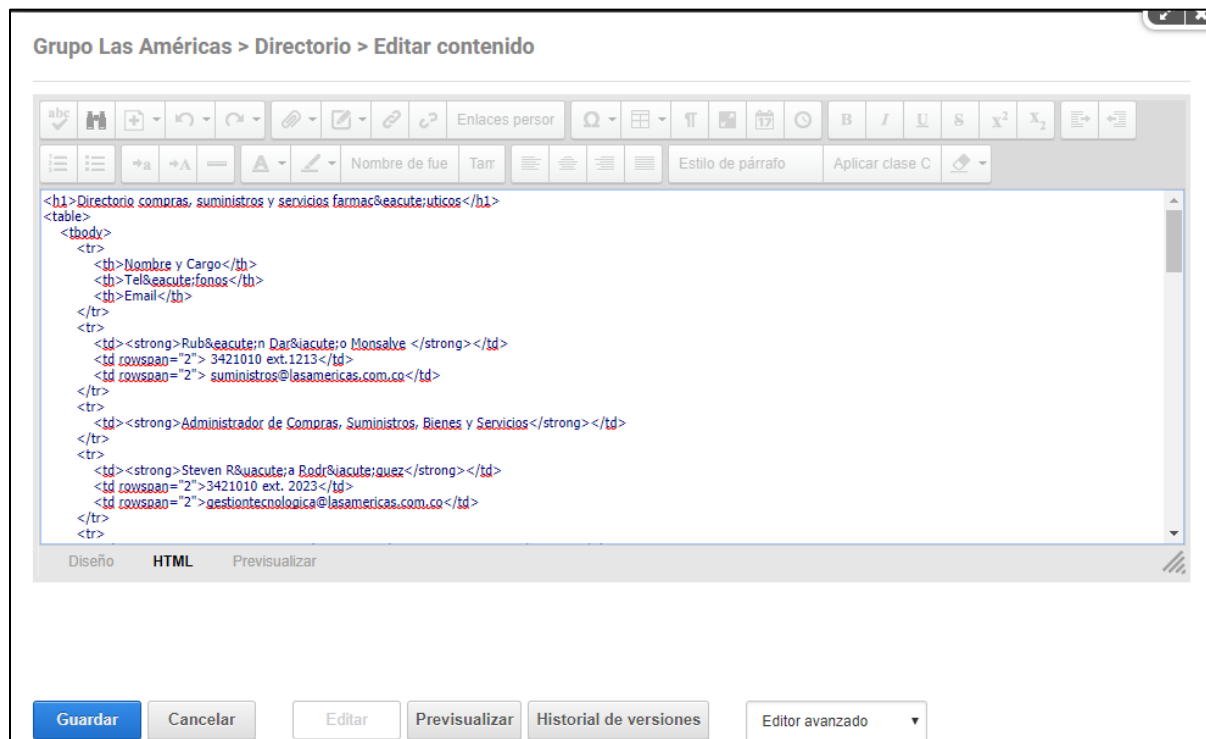 Grupo Las Américas > Directorio > Editar contenido
abc Enlaces persor Ω ¶ 17 B I U S x² X₂
a A A Nombre de fue Tam Estilo de párrafo Aplicar clase C
<h1>Directorio compras, suministros y servicios farmac&eacute;uticos</h1>
<table>
<tbody>
<tr>
<th>Nombre y Cargo</th>
<th>Tel&eacute;fonos</th>
<th>Email</th>
</tr>
<tr>
<td><strong>Rub&eacute;n Dar&iacute;o Monsalve </strong></td>
<td rowspan="2"> 3421010 ext.1213</td>
<td rowspan="2"> suministros@lasamericas.com.co</td>
</tr>
<tr>
<td><strong>Administrador de Compras, Suministros, Bienes y Servicios</strong></td>
</tr>
<tr>
<td><strong>Steven R&uacute;a Rodr&iacute;guez</strong></td>
<td rowspan="2">3421010 ext. 2023</td>
<td rowspan="2">gestiontecnologica@lasamericas.com.co</td>
</tr>
<tr>
Diseño HTML Previsualizar
Guardar Cancelar Editar Previsualizar Historial de versiones Editor avanzado